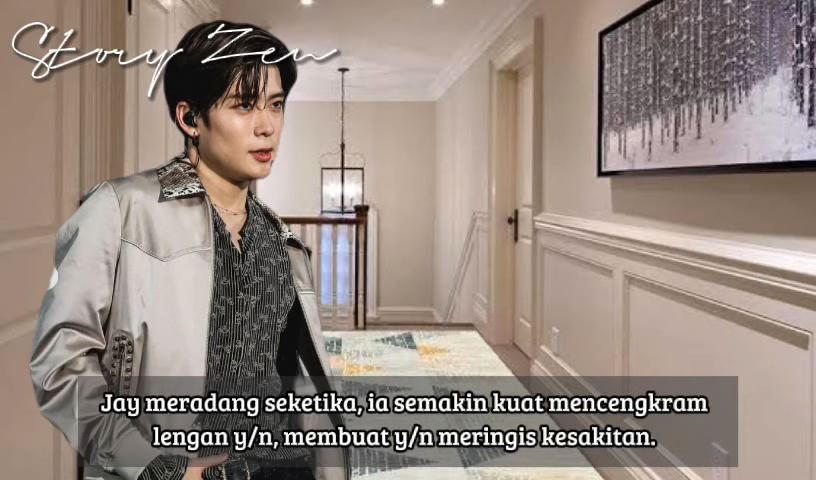 Story Zen
Jay meradang seketika, ia semakin kuat mencengkram
lengan y/n, membuat y/n meringis kesakitan.